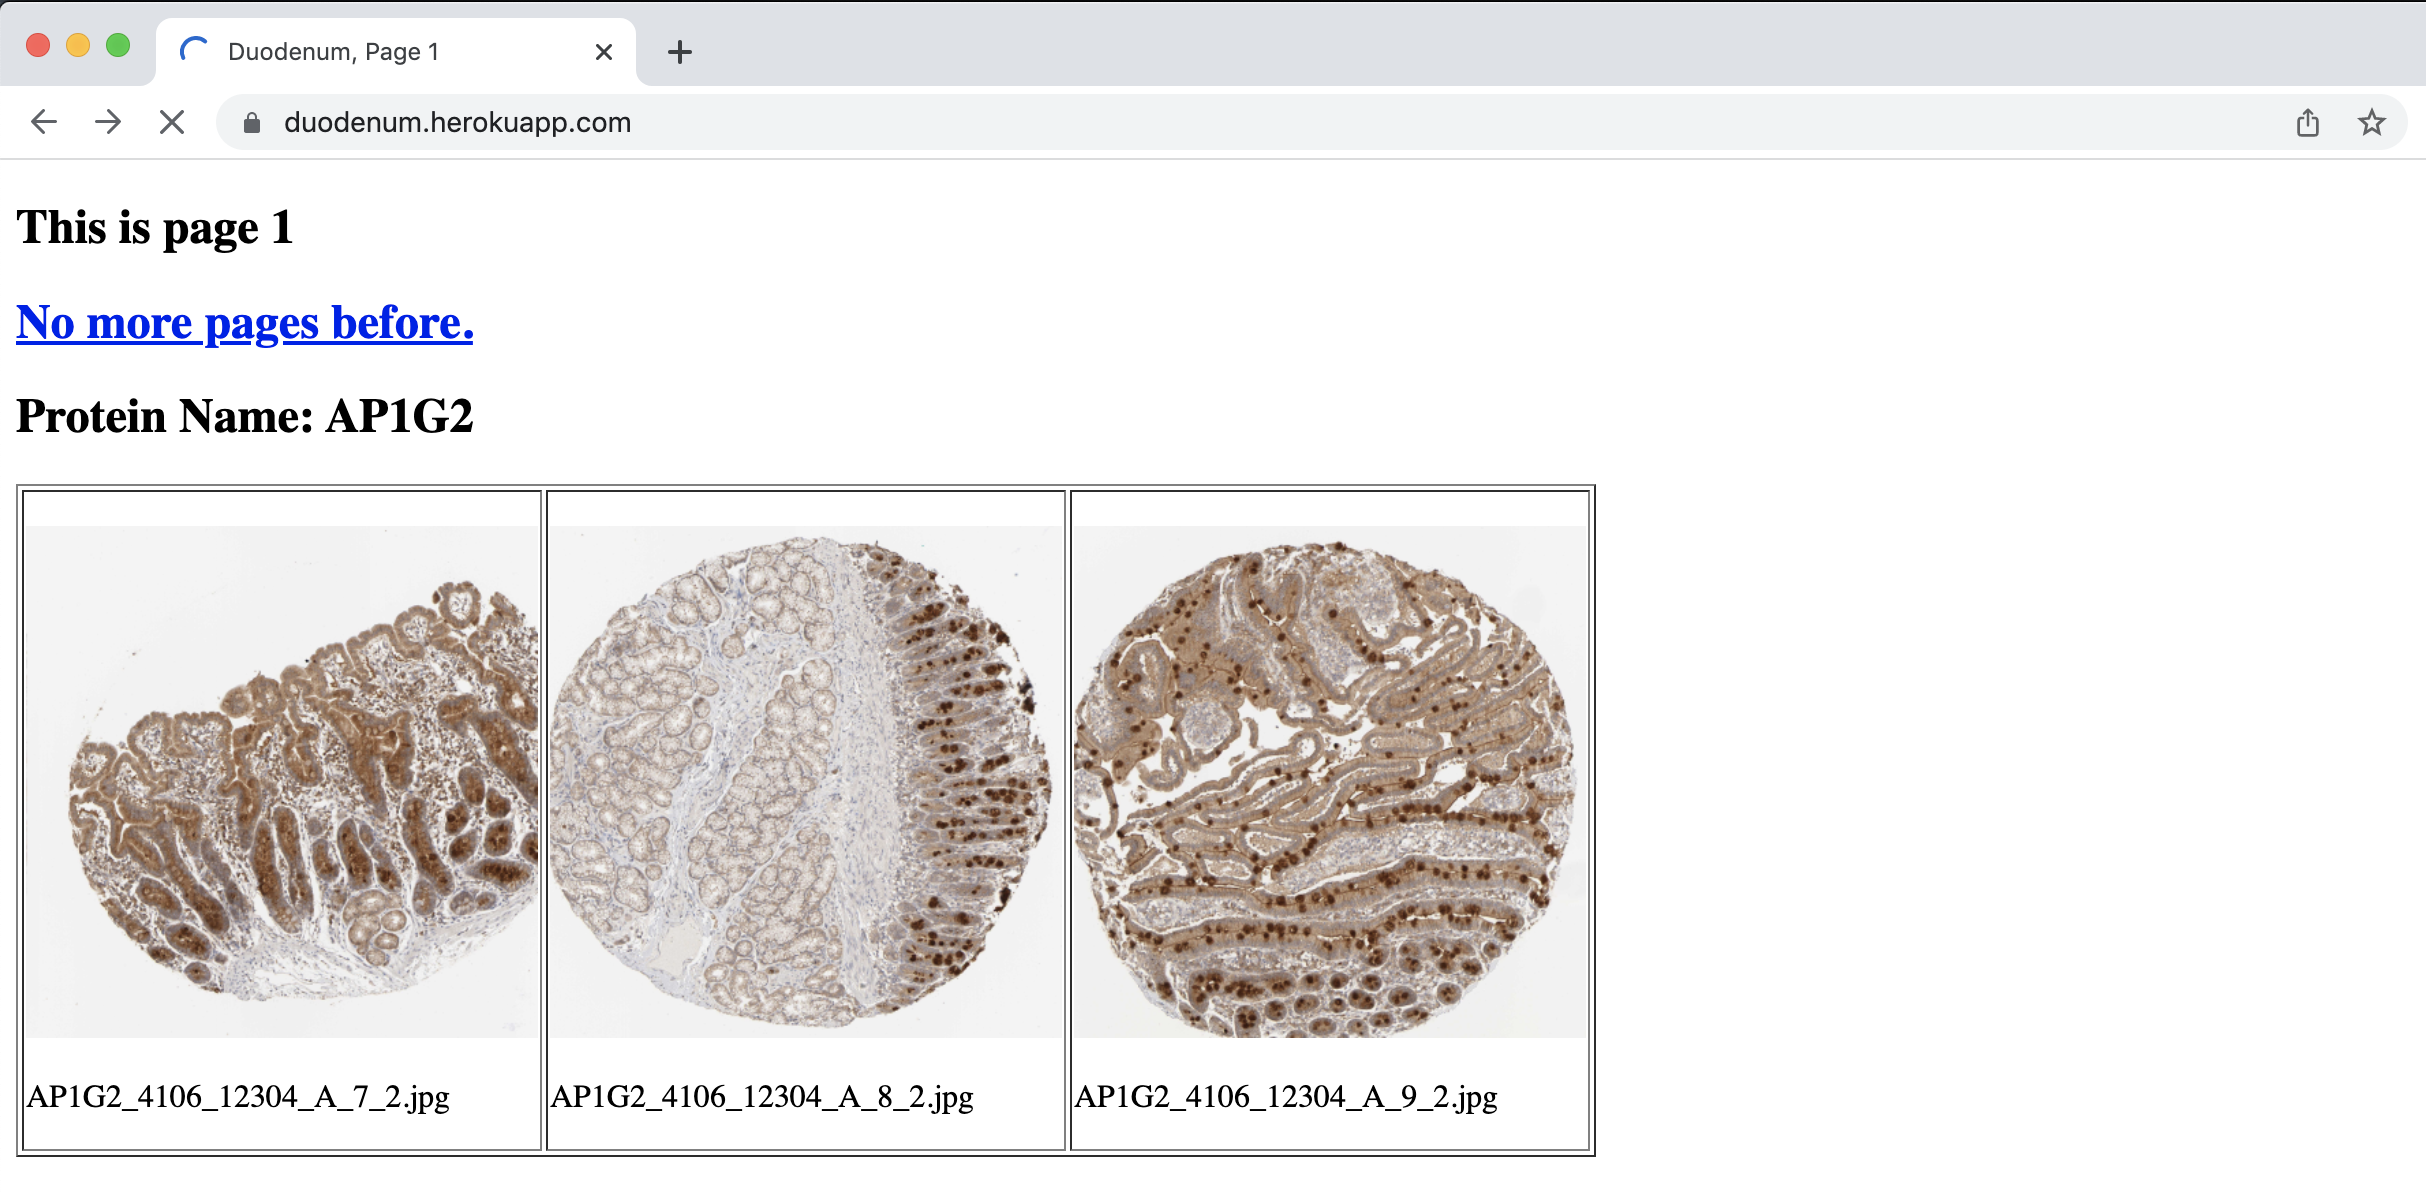 Duodenum, Page 1
duodenum.herokuapp.com
This is page 1
No more pages before.
Protein Name: AP1G2
AP1G2_4106_12304_A_7_2.jpg
AP1G2_4106_12304_A_8_2.jpg
AP1G2_4106_12304_A_9_2.jpg